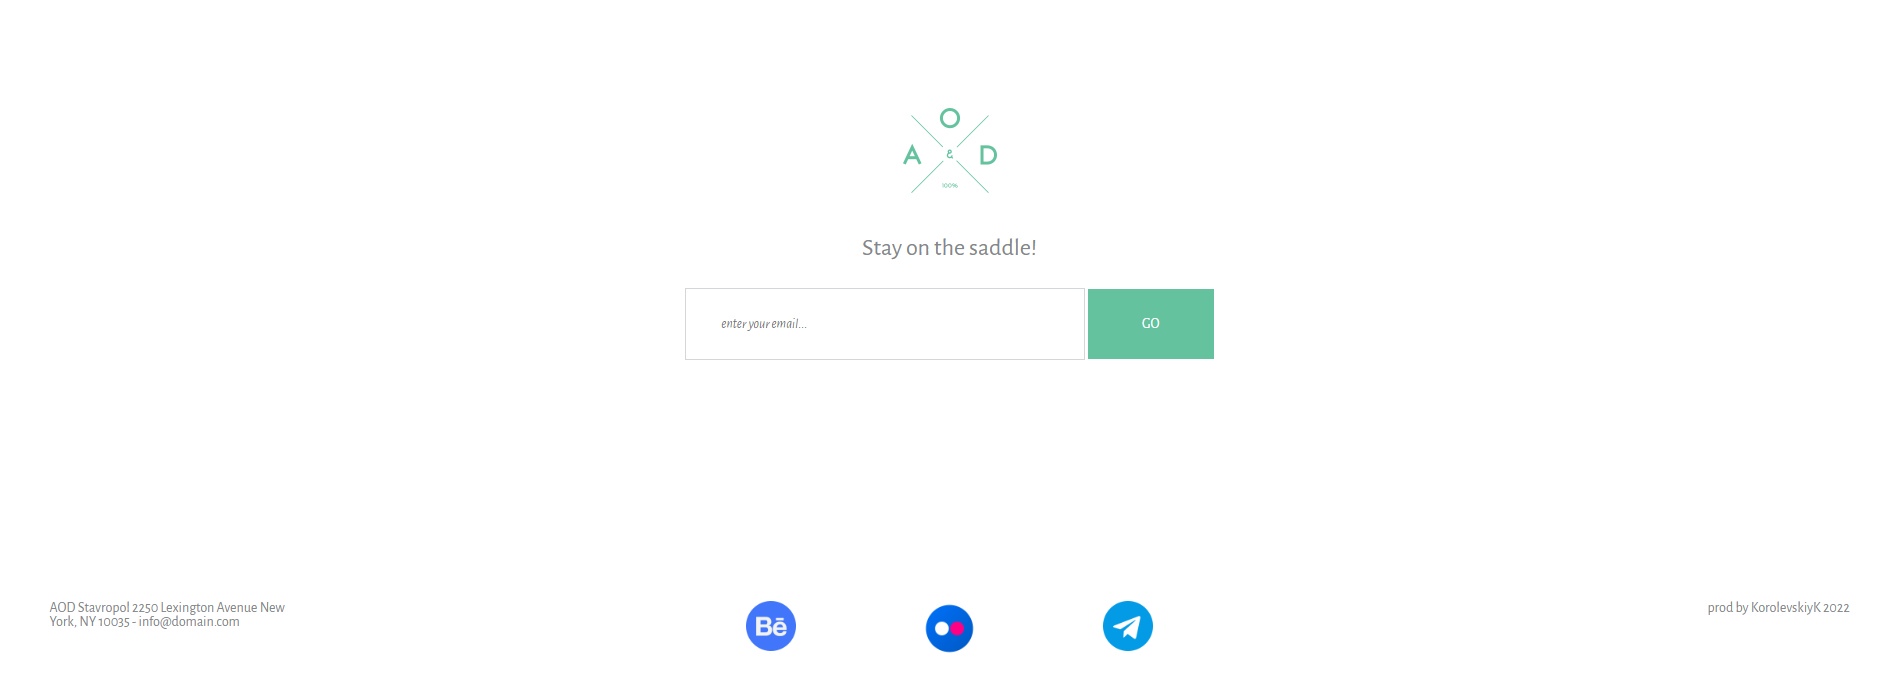 O
A & D
100%
Stay on the saddle!
enter your email...
GO
AOD Stavropol 2250 Lexington Avenue New
York, NY 10035 - info@domain.com
Bē
prod by KorolevskiyK 2022